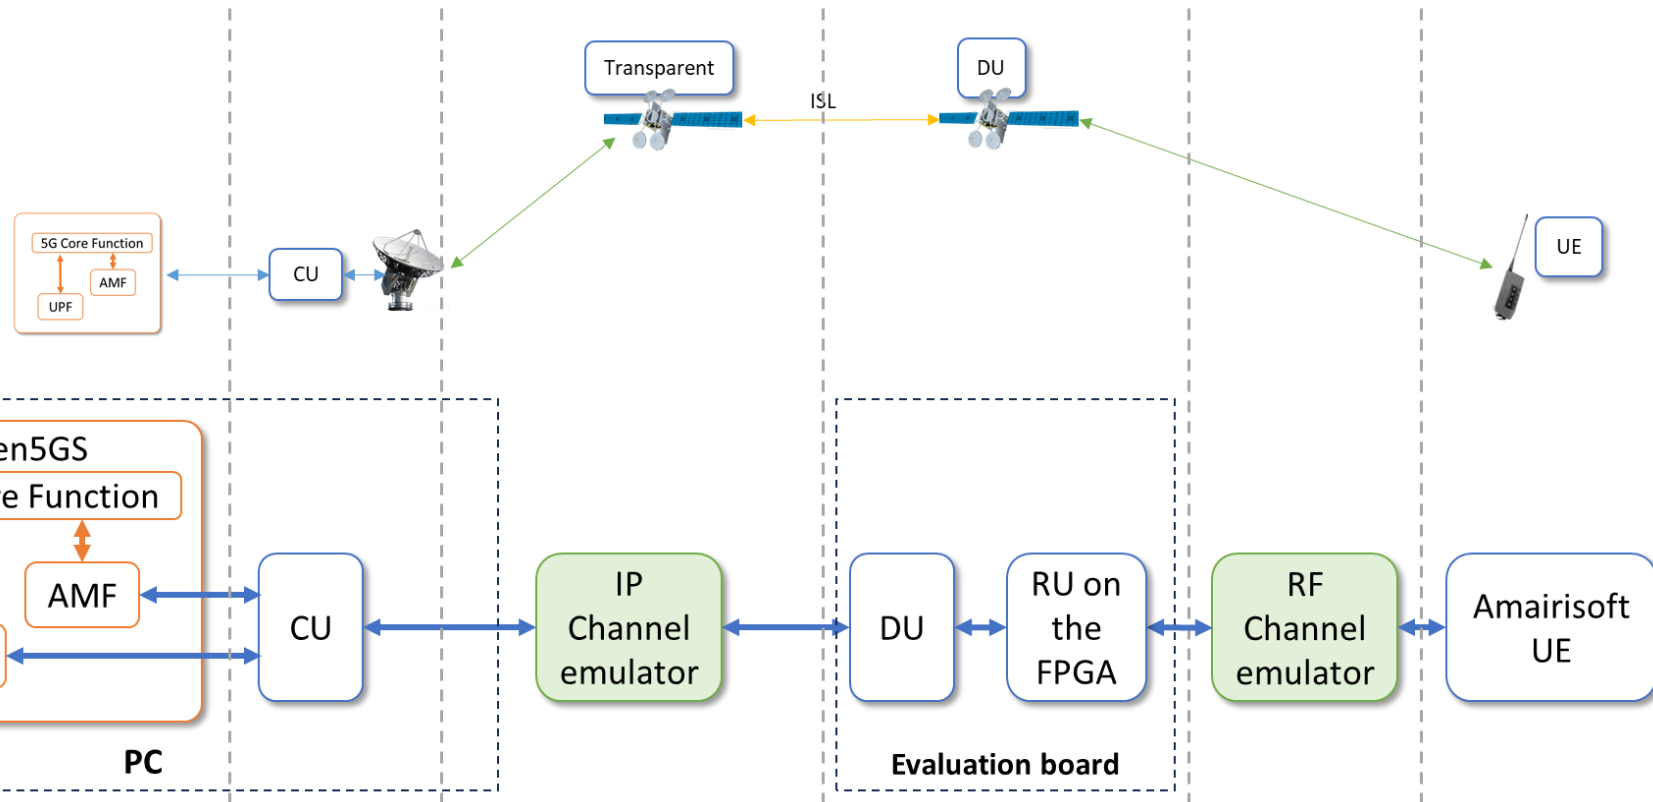 Transparent
DU
ISL
5G Core Function
AMF
UPF
CU
UE
en5GS
e Function
AMF
CU
IP
Channel
emulator
DU
RU on
the
FPGA
RF
Channel
emulator
Amairisoft
UE
PC
Evaluation board